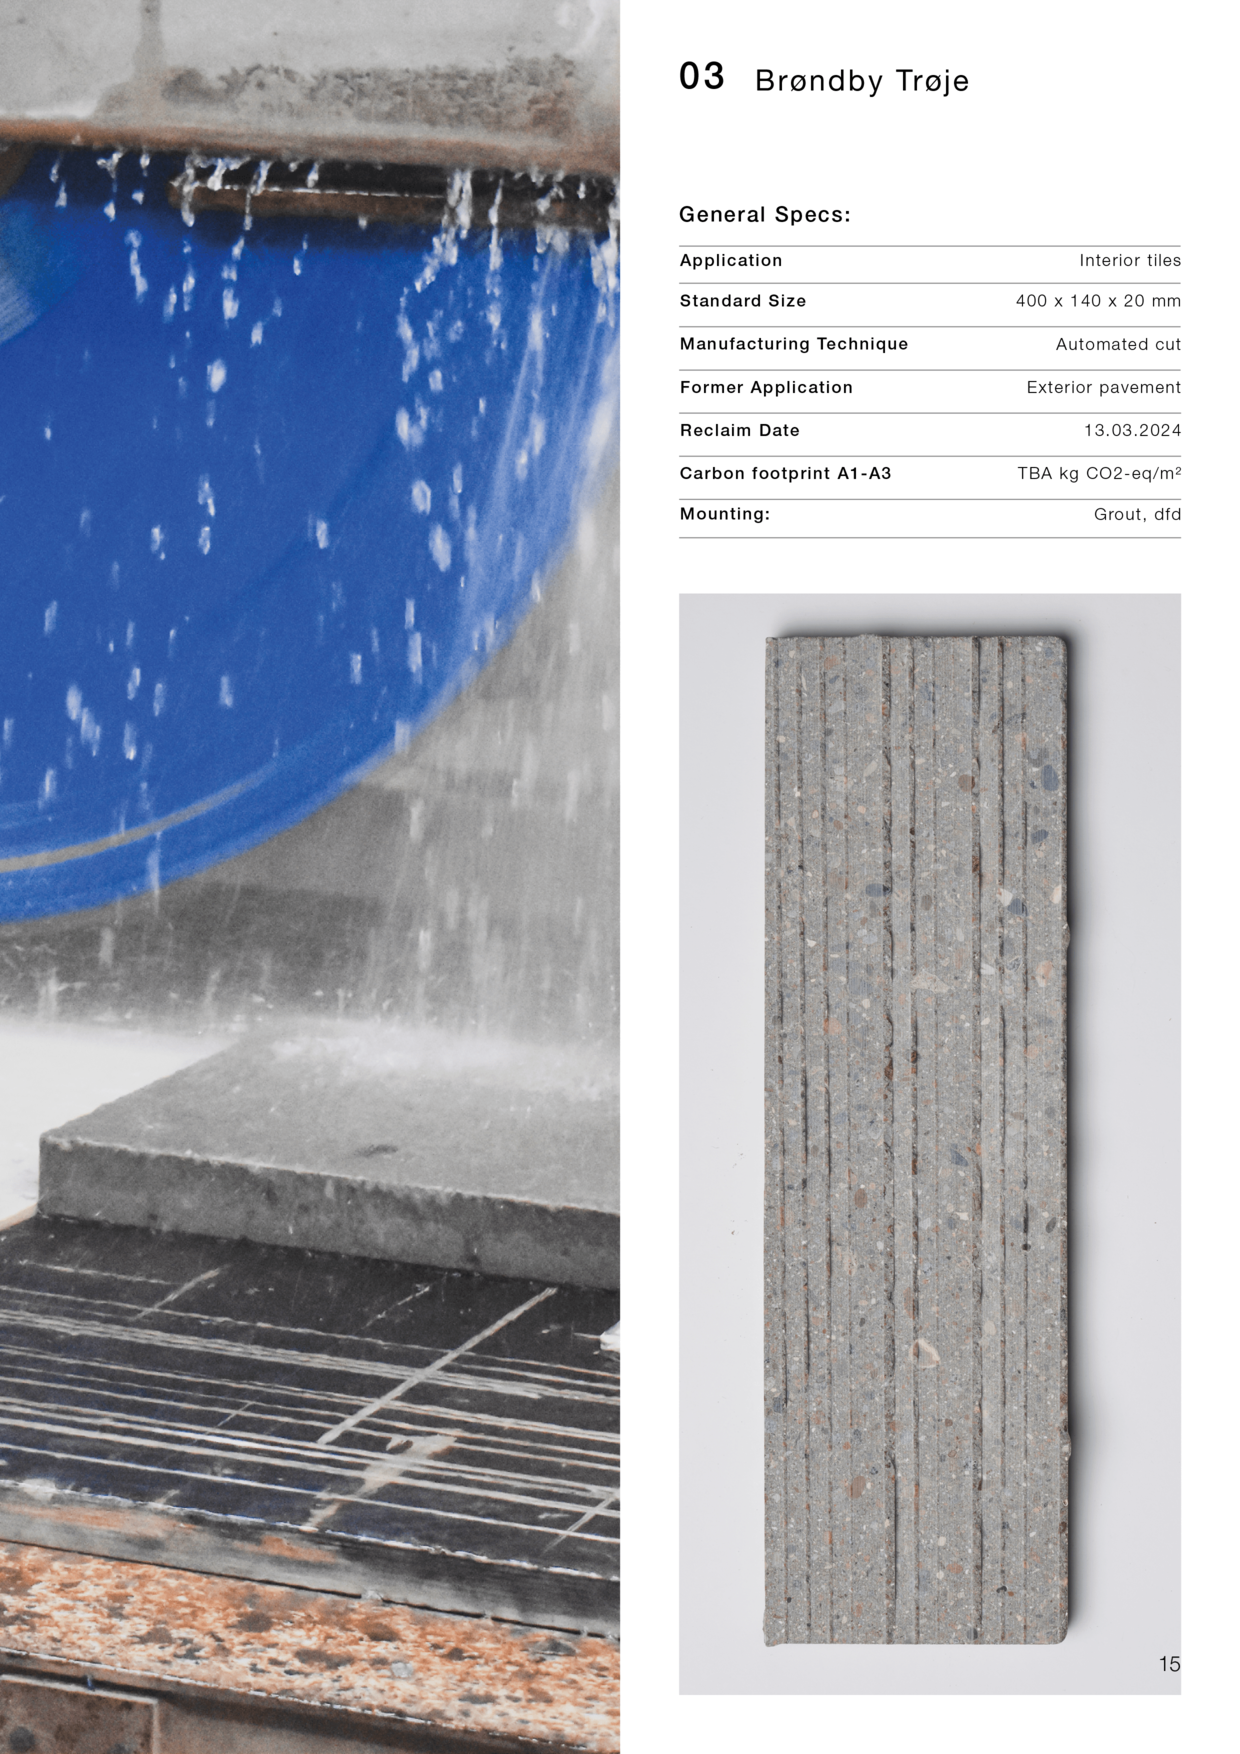 03 Brøndby Trøje
General Specs:
Application Interior tiles
Standard Size 400 x 140 x 20 mm
Manufacturing Technique Automated cut
Former Application Exterior pavement
Reclaim Date 13.03.2024
Carbon footprint A1-A3 TBA kg CO2-eq/m²
Mounting: Grout, dfd
15